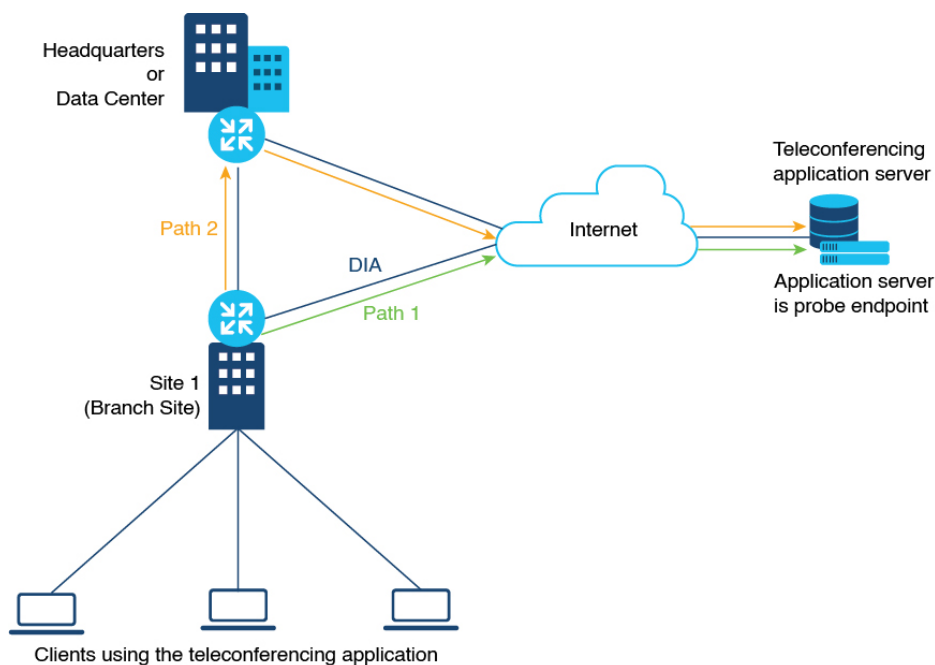 Headquarters
or
Data Center
Teleconferencing
application server
Internet
Path 2
DIA
Path 1
Application server
is probe endpoint
Site 1
(Branch Site)
Clients using the teleconferencing application